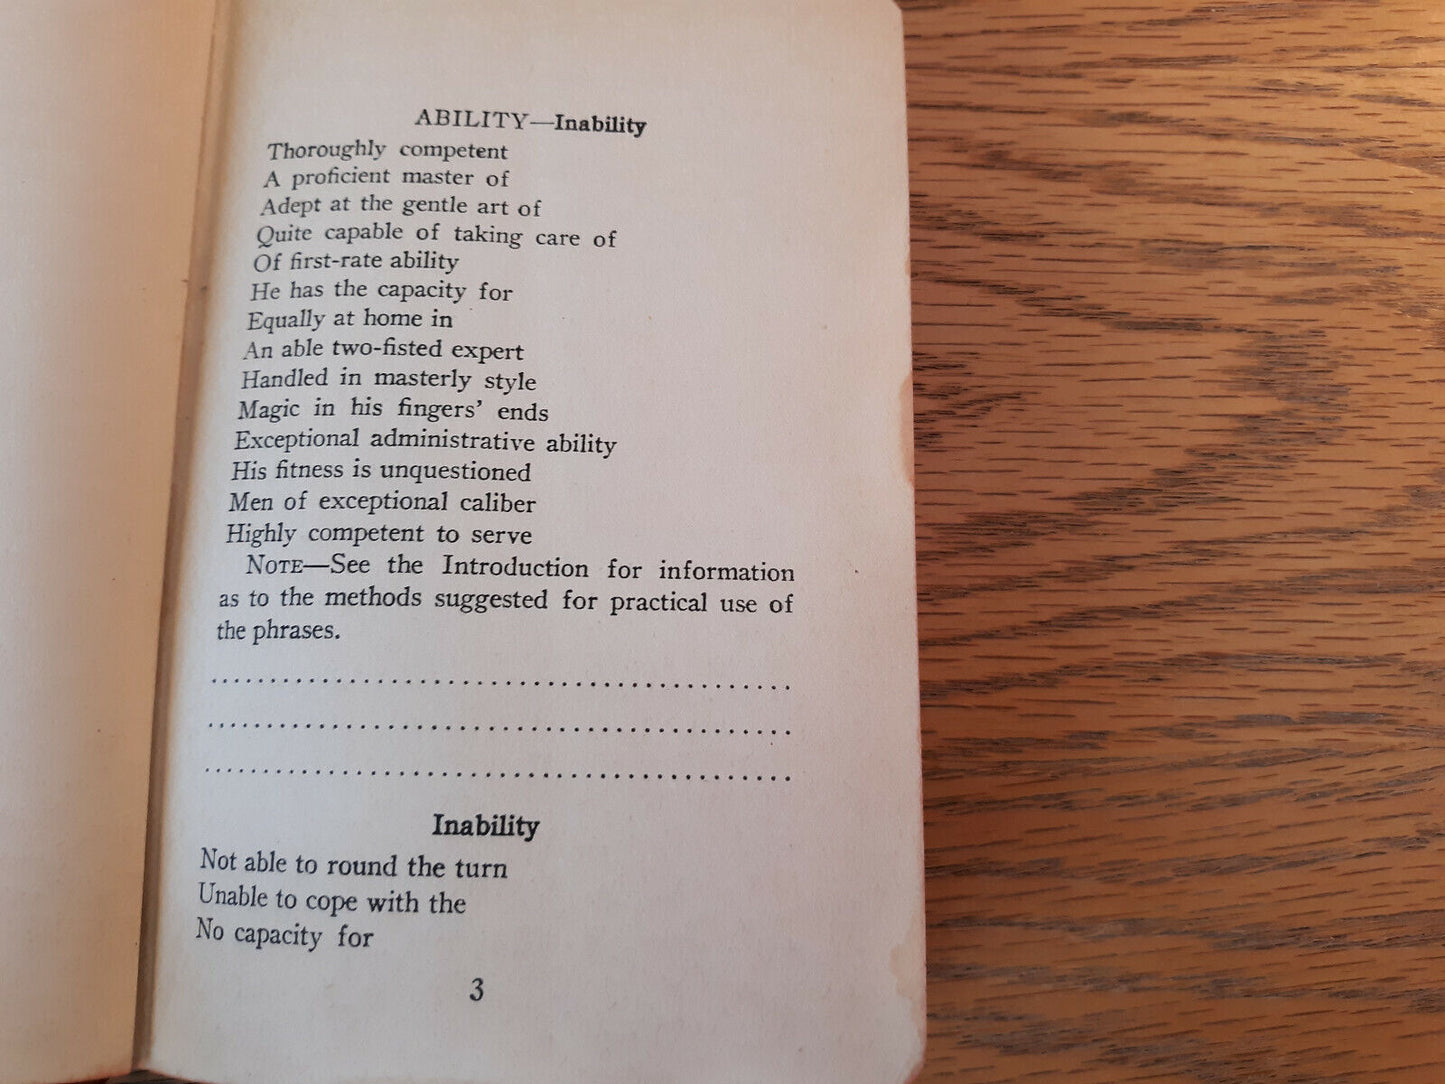 ABILITY—Inability
Thoroughly competent
A proficient master of
Adept at the gentle art of
Quite capable of taking care of
Of first-rate ability
He has the capacity for
Equally at home in
An able two-fisted expert
Handled in masterly style
Magic in his fingers' ends
Exceptional administrative ability
His fitness is unquestioned
Men of exceptional caliber
Highly competent to serve
NOTE—See the Introduction for information
as to the methods suggested for practical use of
the phrases.
Inability
Not able to round the turn
Unable to cope with the
No capacity for
3